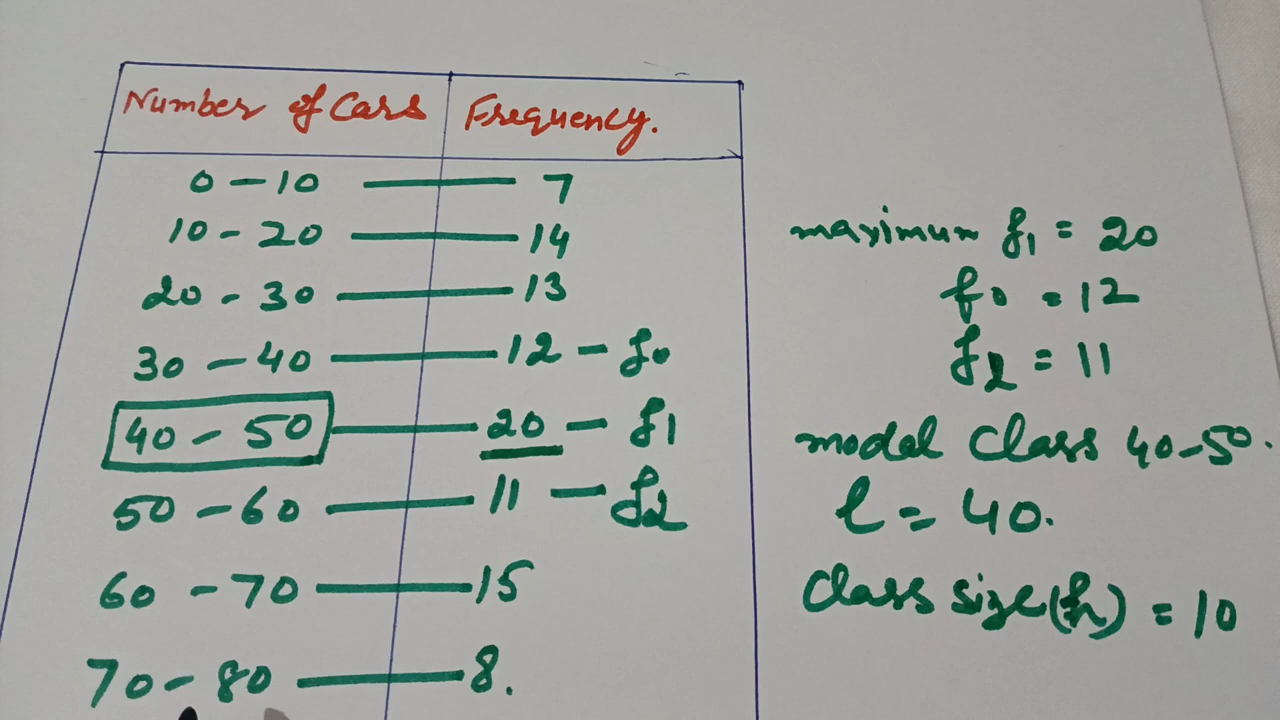 Number of Cars Frequency.
0-10 7
10-20 14
20-30 13
30-40 12 - f0
40-50 20 - f1
50-60 11 - f2
60-70 15
70-80 8.
maximum f1 = 20
f0 = 12
f2 = 11
modal class 40-50.
l = 40.
Class size (h) = 10